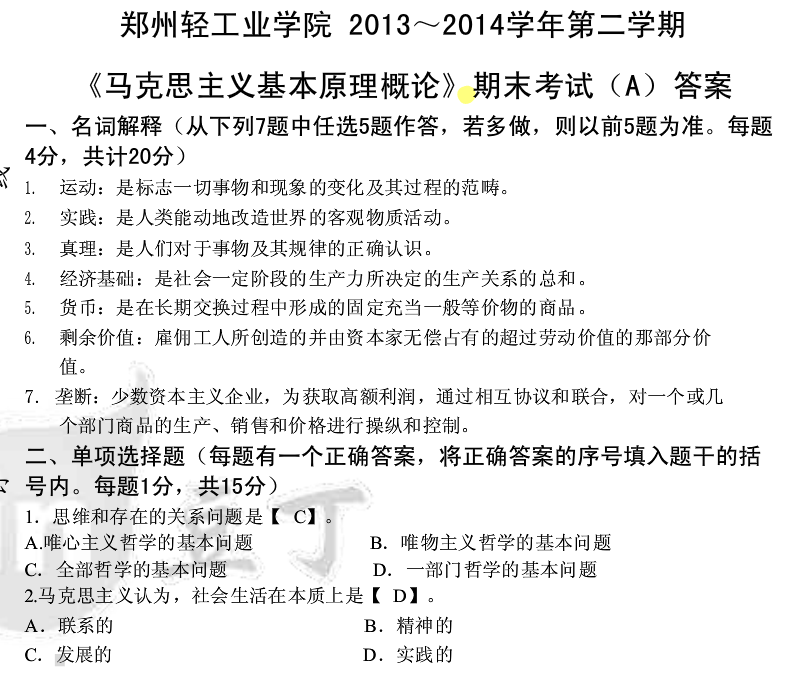 郑州轻工业学院 2013～2014学年第二学期
《马克思主义基本原理概论》期末考试（A）答案
一、名词解释（从下列7题中任选5题作答，若多做，则以前5题为准。每题
4分，共计20分）
1. 运动：是标志一切事物和现象的变化及其过程的范畴。
2. 实践：是人类能动地改造世界的客观物质活动。
3. 真理：是人们对于事物及其规律的正确认识。
4. 经济基础：是社会一定阶段的生产力所决定的生产关系的总和。
5. 货币：是在长期交换过程中形成的固定充当一般等价物的商品。
6. 剩余价值：雇佣工人所创造的并由资本家无偿占有的超过劳动价值的那部分价
值。
7. 垄断：少数资本主义企业，为获取高额利润，通过相互协议和联合，对一个或几
个部门商品的生产、销售和价格进行操纵和控制。
二、单项选择题（每题有一个正确答案，将正确答案的序号填入题干的括
号内。每题1分，共15分）
1．思维和存在的关系问题是【 C】。
A.唯心主义哲学的基本问题 B．唯物主义哲学的基本问题
C．全部哲学的基本问题 D．一部门哲学的基本问题
2.马克思主义认为，社会生活在本质上是【 D】。
A．联系的 B．精神的
C．发展的 D．实践的
豆丁